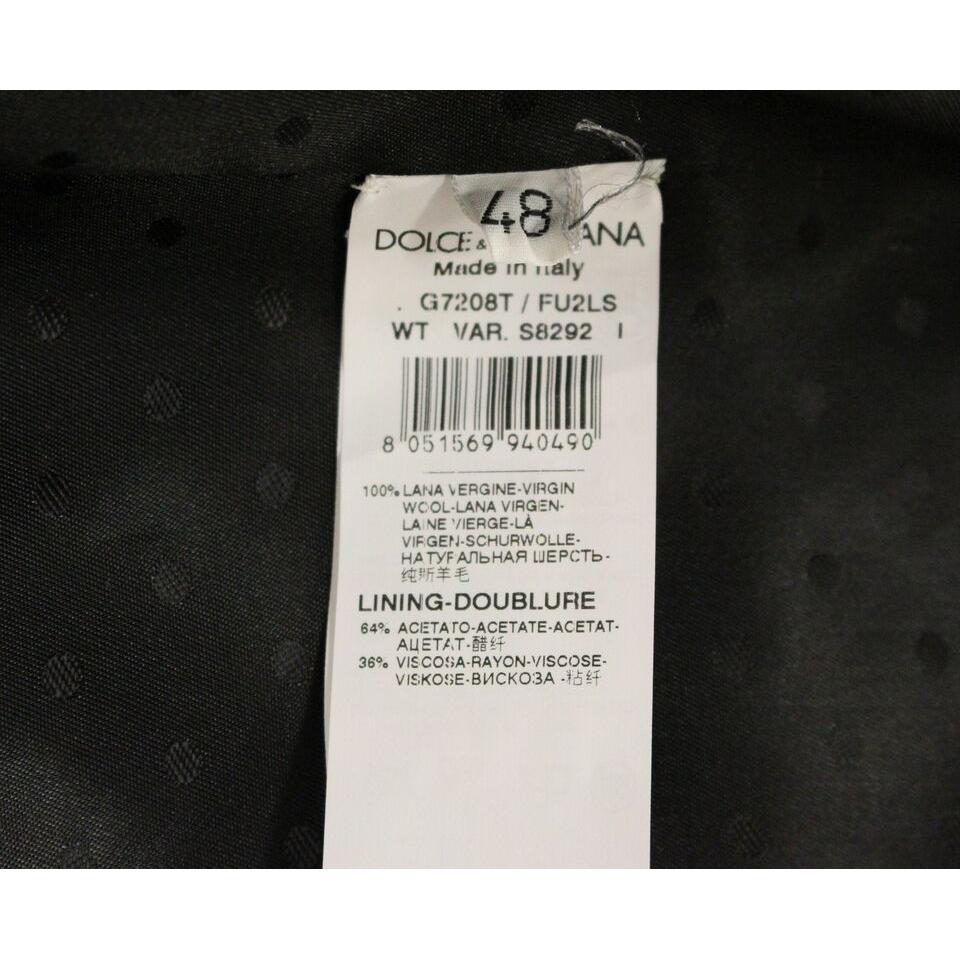 48
DOLCE & ANA
Made in Italy
. G7208T / FU2LS
WT VAR. S8292 I
8 051569 940490
100% LANA VERGINE-VIRGIN
WOOL-LANA VIRGEN-
LAINE VIERGE-LÀ
VIRGEN-SCHURWOLLE-
НАТУРАЛЬНАЯ ШЕРСТЬ-
纯新羊毛
LINING-DOUBLURE
64% ACETATO-ACETATE-ACETAT-
АЦЕТАТ-醋纤
36% VISCOSA-RAYON-VISCOSE-
VISKOSE-ВИСКОЗА -粘纤